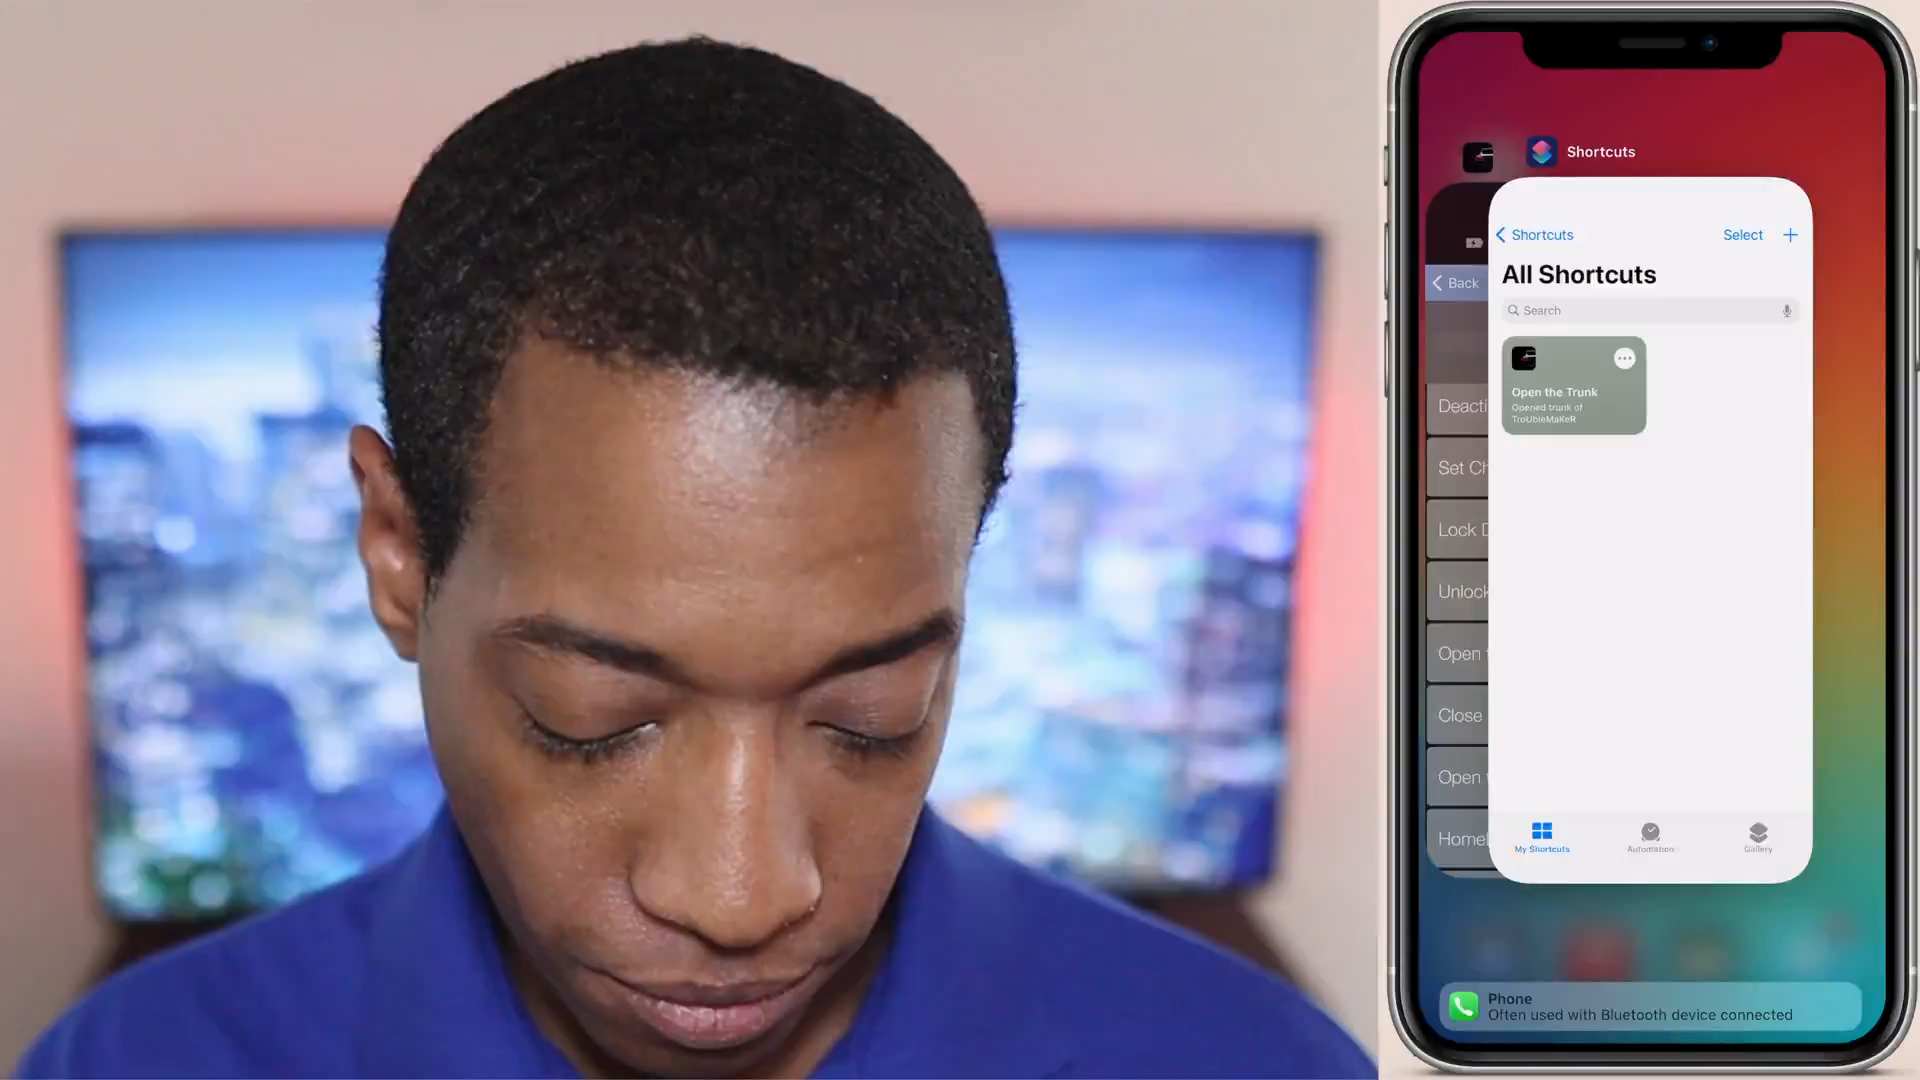 Shortcuts
Shortcuts
Select
All Shortcuts
Search
Open the Trunk
Opened trunk of
TroUbleMaKeR
My Shortcuts
Automation
Gallery
Back
Deacti
Set Ch
Lock D
Unlock
Open
Close
Open
Home
Phone
Often used with Bluetooth device connected